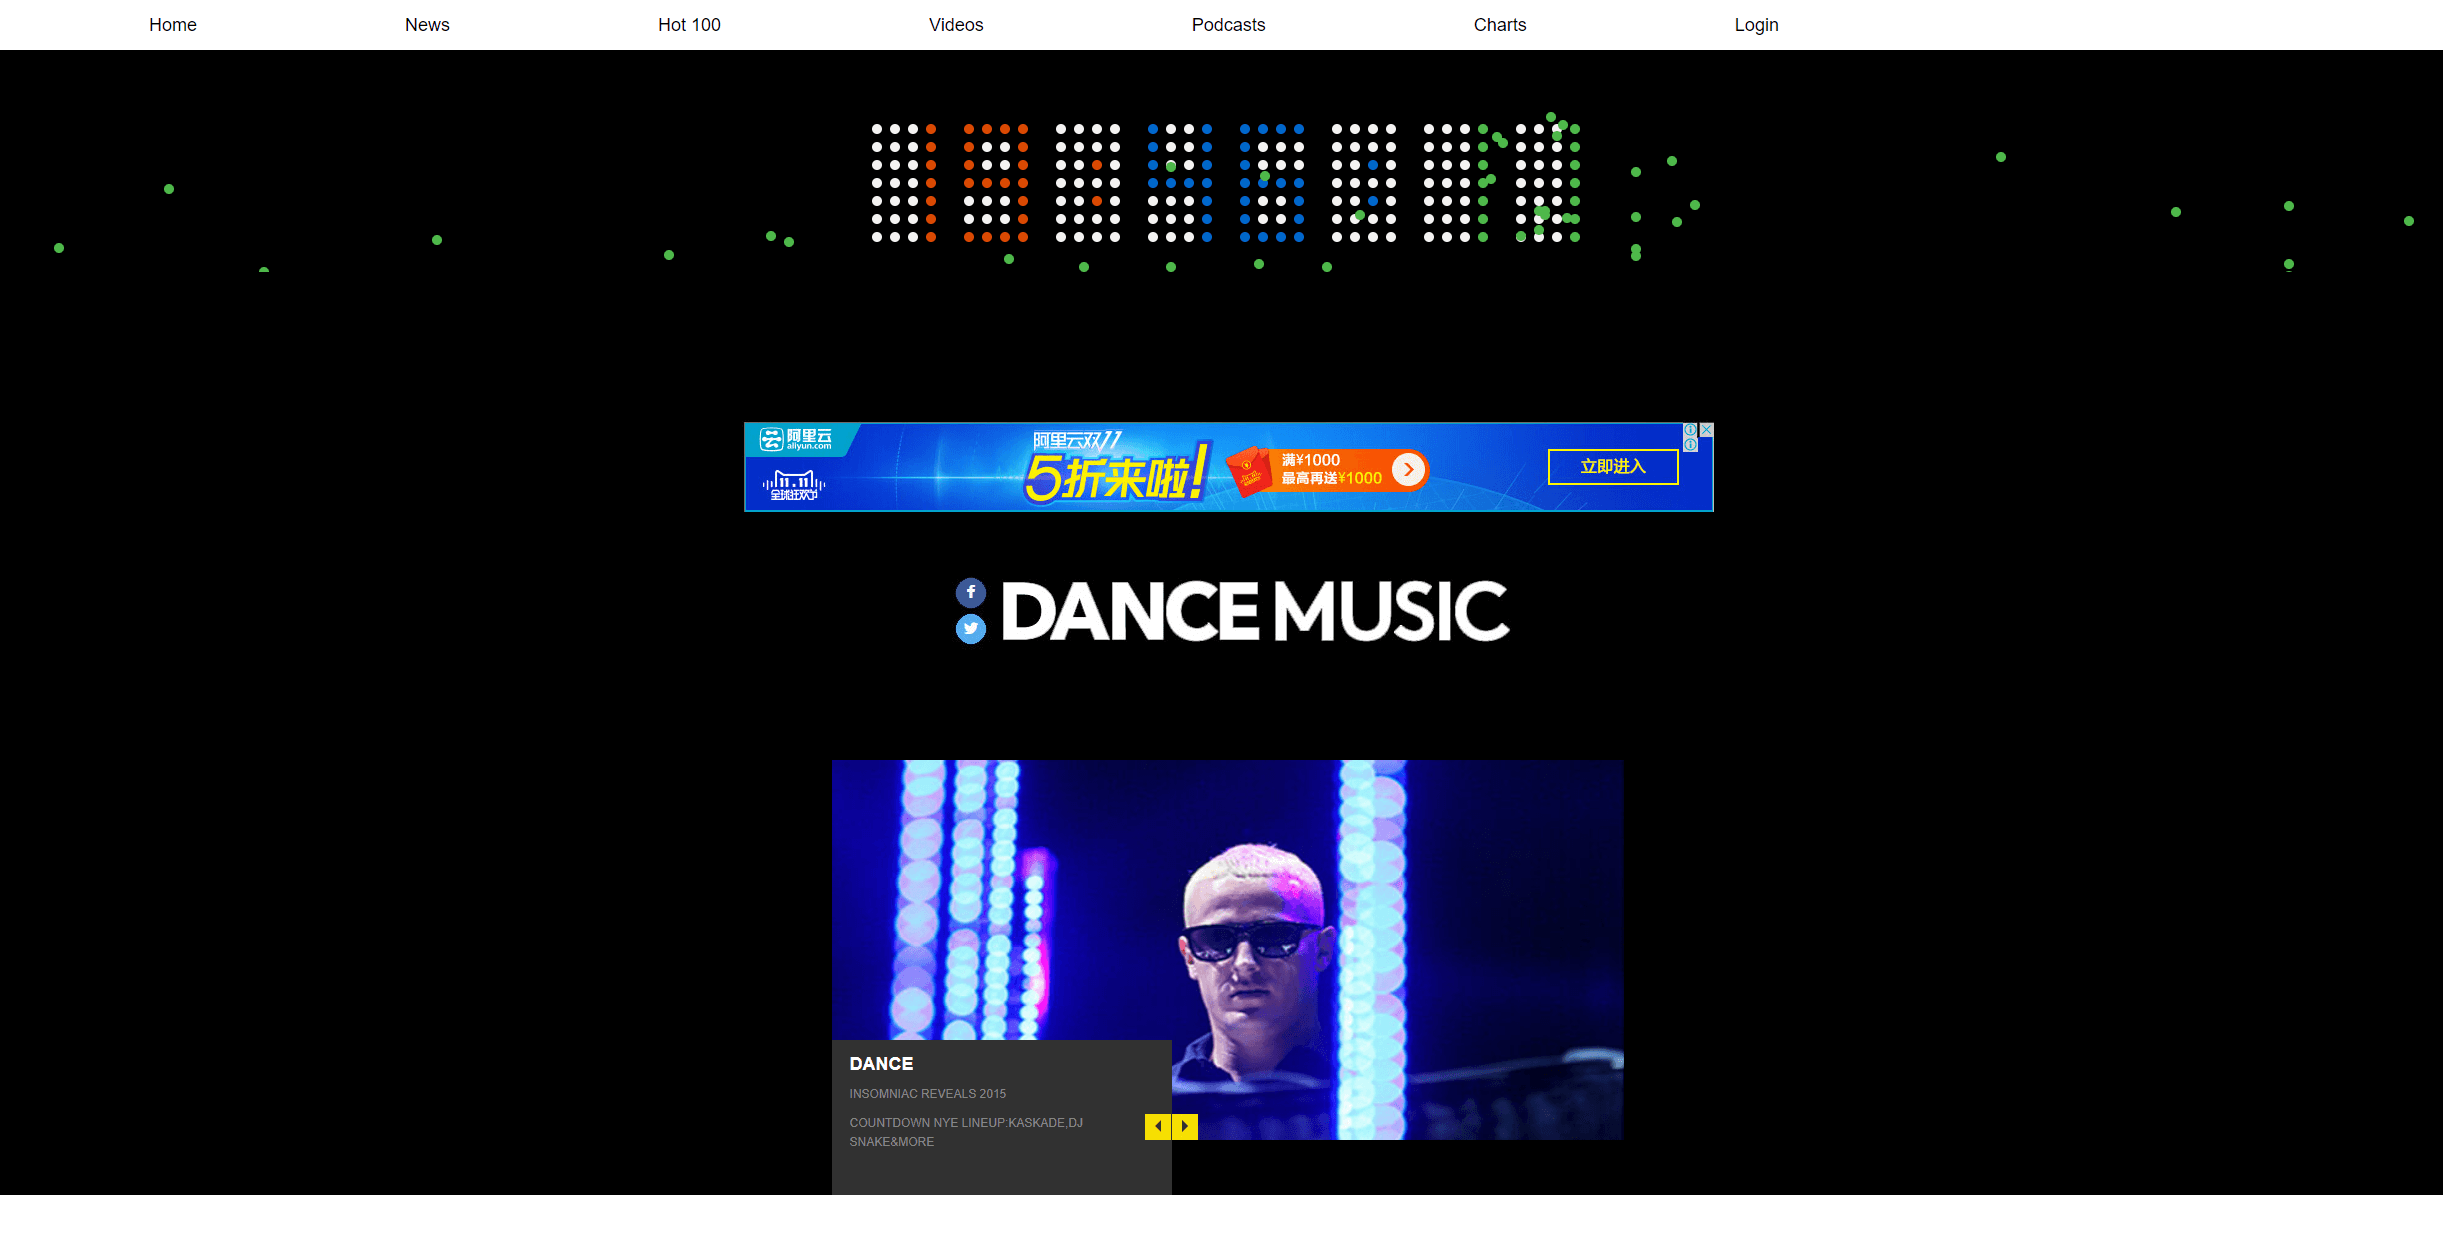 Home
News
Hot 100
Videos
Podcasts
Charts
Login
阿里云
aliyun.com
11.11
全球狂欢节
阿里云双11
5折来啦!
满¥1000
最高再送¥1000
立即进入
DANCE MUSIC
DANCE
INSOMNIAC REVEALS 2015
COUNTDOWN NYE LINEUP:KASKADE,DJ
SNAKE&MORE